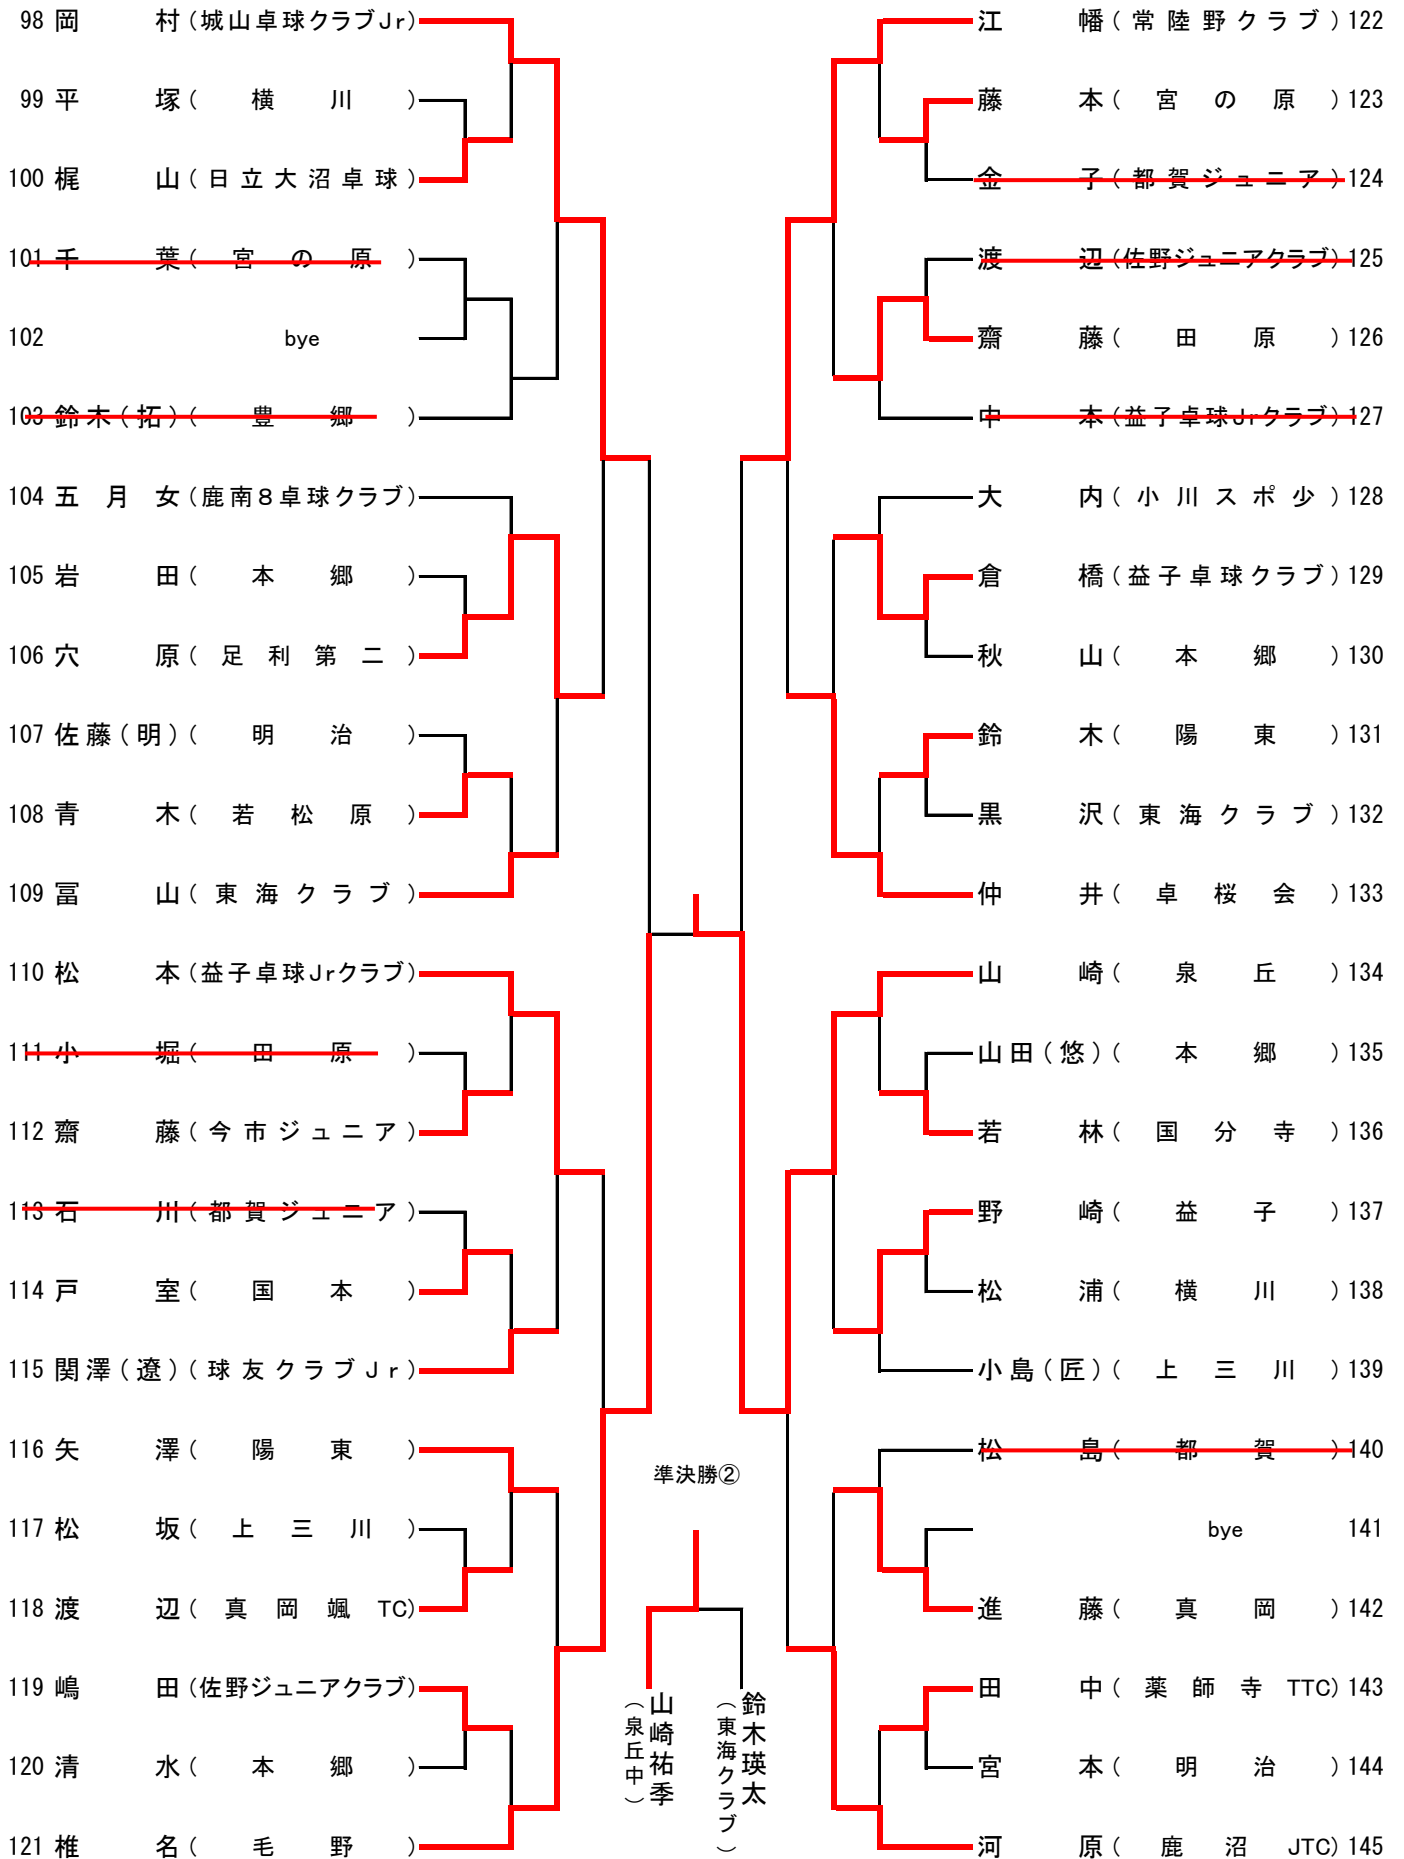 98 岡村(城山卓球クラブJr)
99 平塚(横川)
100 梶山(日立大沼卓球)
101 千葉(宮の原)
102 bye
103 鈴木(拓)(豊郷)
104 五月女(鹿南8卓球クラブ)
105 岩田(本郷)
106 穴原(足利第二)
107 佐藤(明)(明治)
108 青木(若松原)
109 冨山(東海クラブ)
110 松本(益子卓球Jrクラブ)
111 小堀(田原)
112 齋藤(今市ジュニア)
113 石川(都賀ジュニア)
114 戸室(国本)
115 関澤(遼)(球友クラブJr)
116 矢澤(陽東)
117 松坂(上三川)
118 渡辺(真岡颯TC)
119 嶋田(佐野ジュニアクラブ)
120 清水(本郷)
121 椎名(毛野)
準決勝②
山崎祐季
(泉丘中)
鈴木瑛太
(東海クラブ)
江幡(常陸野クラブ)122
藤本(宮の原)123
金子(都賀ジュニア)124
渡辺(佐野ジュニアクラブ)125
齋藤(田原)126
中本(益子卓球Jrクラブ)127
大内(小川スポ少)128
倉橋(益子卓球クラブ)129
秋山(本郷)130
鈴木(陽東)131
黒沢(東海クラブ)132
仲井(卓桜会)133
山崎(泉丘)134
山田(悠)(本郷)135
若林(国分寺)136
野崎(益子)137
松浦(横川)138
小島(匠)(上三川)139
松島(都賀)140
bye 141
進藤(真岡)142
田中(薬師寺TTC)143
宮本(明治)144
河原(鹿沼JTC)145